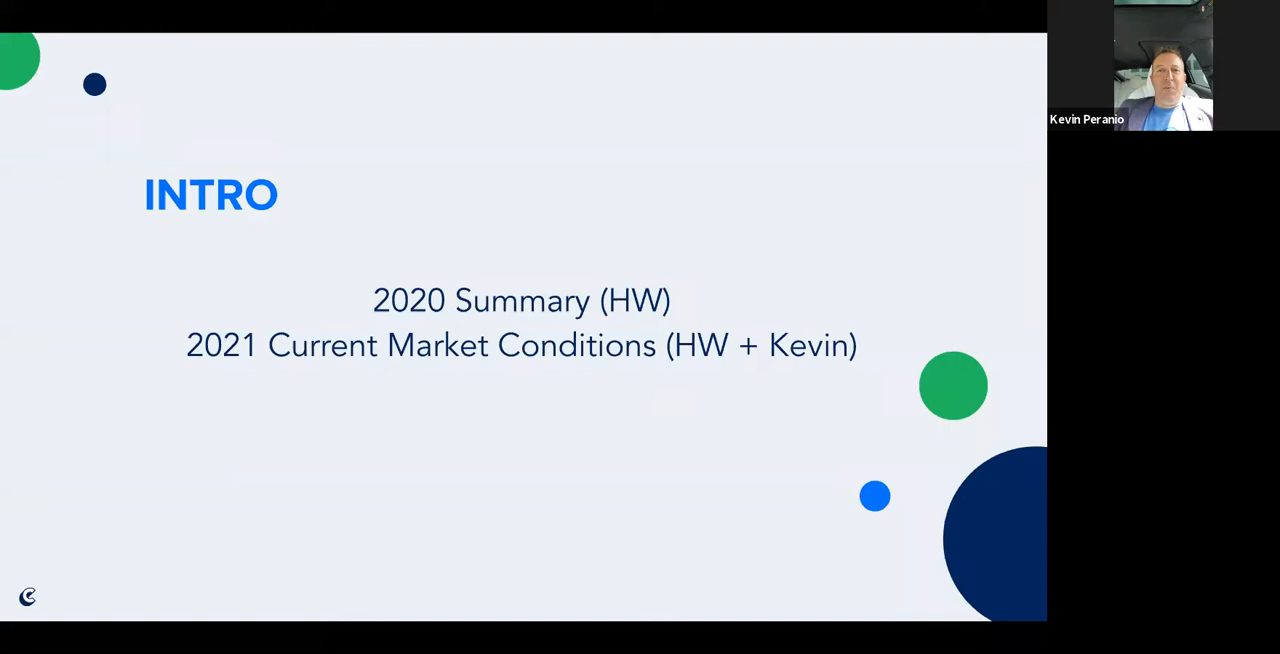 INTRO
2020 Summary (HW)
2021 Current Market Conditions (HW + Kevin)
Kevin Peranio